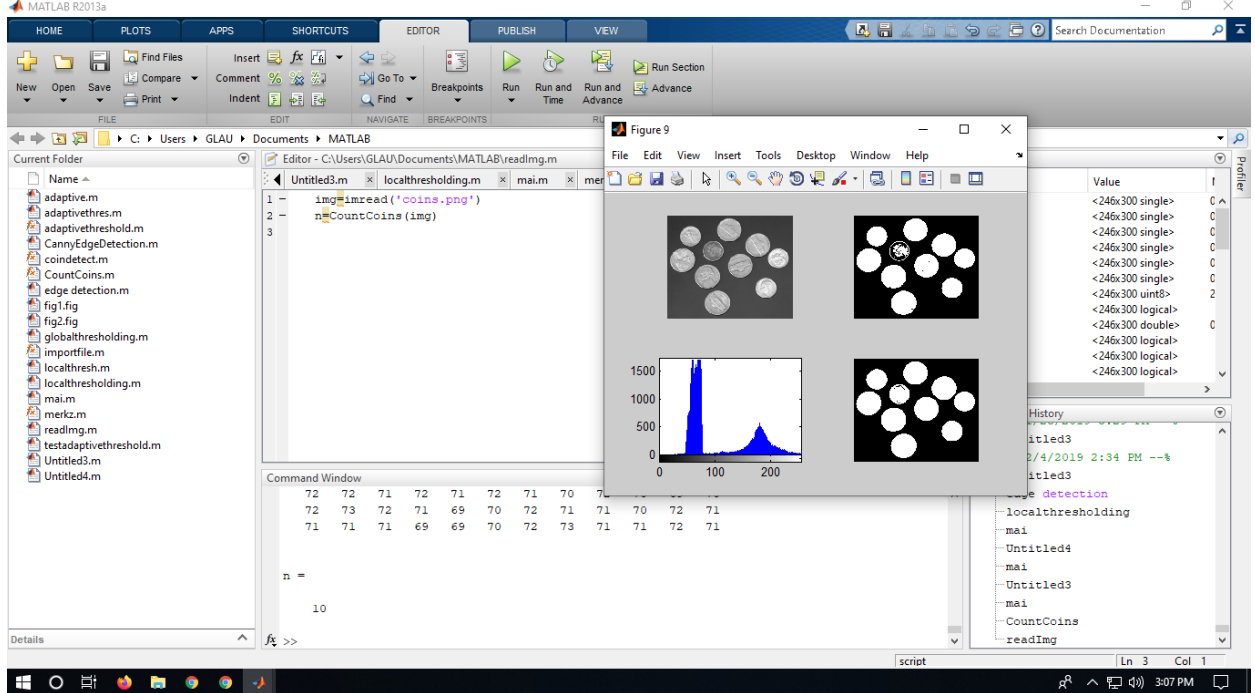 MATLAB R2013a
HOME PLOTS APPS SHORTCUTS EDITOR PUBLISH VIEW
Search Documentation
New Open Save Find Files Compare Print
Insert Comment Indent
Go To Find
Breakpoints
Run Run and Time Run and Advance Run Section Advance
FILE EDIT NAVIGATE BREAKPOINTS
C: Users GLAU Documents MATLAB
Current Folder
Name
adaptive.m
adaptivethres.m
adaptivethreshold.m
CannyEdgeDetection.m
coindetect.m
CountCoins.m
edge detection.m
fig1.fig
fig2.fig
globalthresholding.m
importfile.m
localthresh.m
localthresholding.m
mai.m
merkz.m
readImg.m
testadaptivethreshold.m
Untitled3.m
Untitled4.m
Details
Editor - C:\Users\GLAU\Documents\MATLAB\readImg.m
Untitled3.m × localthresholding.m × mai.m ×
1 - img=imread('coins.png')
2 - n=CountCoins(img)
3
Figure 9
File Edit View Insert Tools Desktop Window Help
1500
1000
500
0
0 100 200
Command Window
72 72 71 72 71 72 71 70
72 73 72 71 69 70 72 71 71 70 72 71
71 71 71 69 69 70 72 73 71 71 72 71
n =
10
fx >>
Value
<246x300 single>
<246x300 single>
<246x300 single>
<246x300 single>
<246x300 single>
<246x300 single>
<246x300 uint8>
<246x300 logical>
<246x300 double>
<246x300 logical>
<246x300 logical>
<246x300 logical>
Profiler
History
2/4/2019 2:34 PM --%
detection
localthresholding
mai
Untitled4
mai
Untitled3
mai
CountCoins
readImg
script
Ln 3 Col 1
3:07 PM